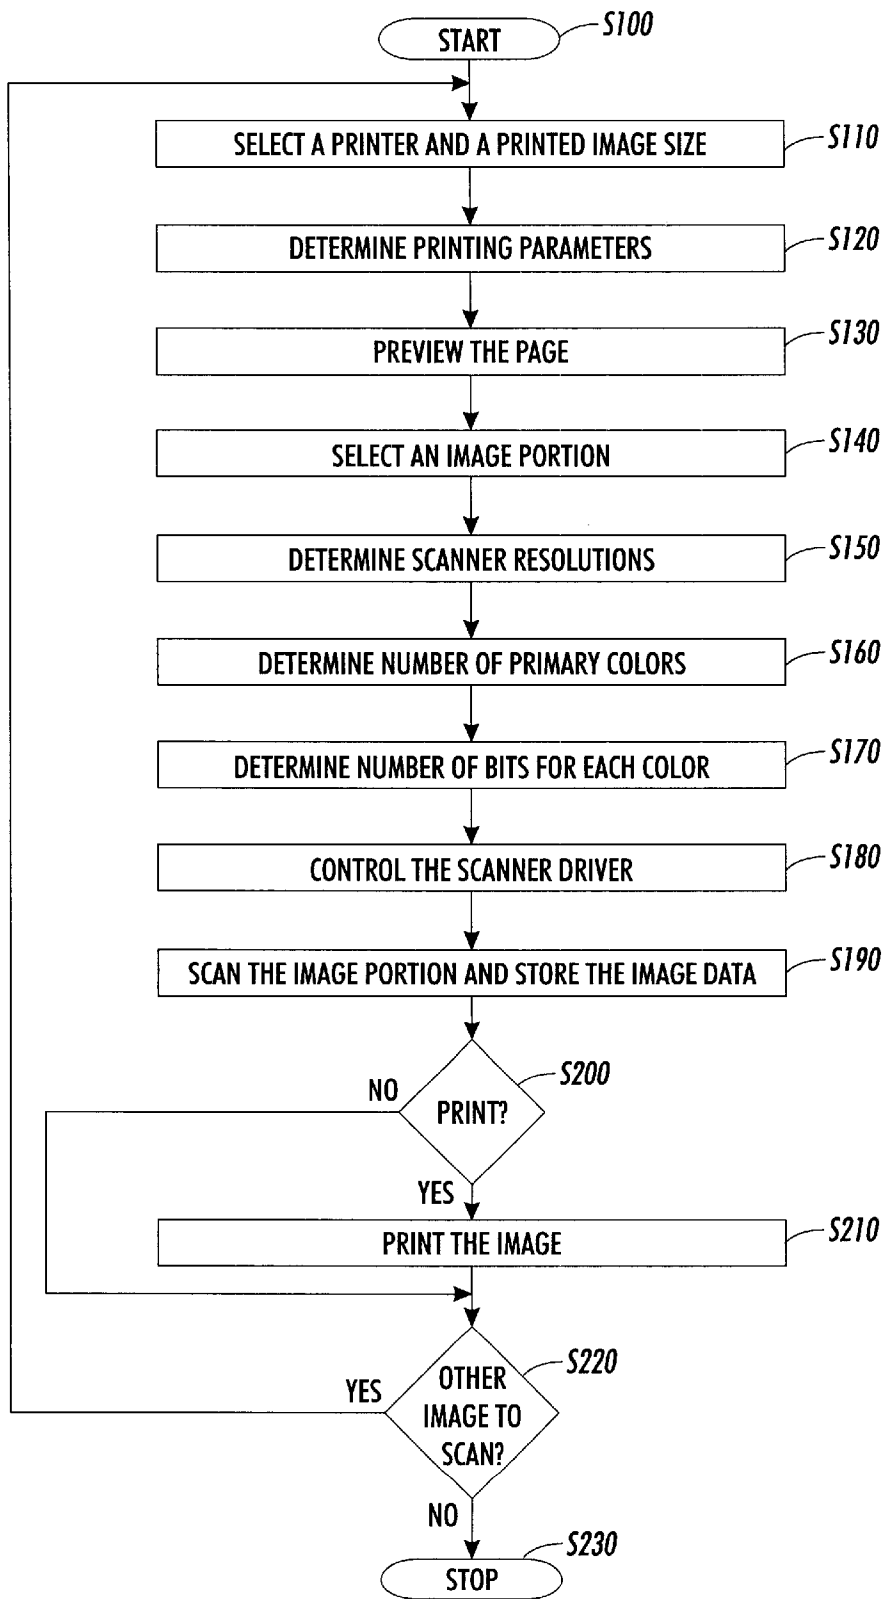 START
S100
SELECT A PRINTER AND A PRINTED IMAGE SIZE
S110
DETERMINE PRINTING PARAMETERS
S120
PREVIEW THE PAGE
S130
SELECT AN IMAGE PORTION
S140
DETERMINE SCANNER RESOLUTIONS
S150
DETERMINE NUMBER OF PRIMARY COLORS
S160
DETERMINE NUMBER OF BITS FOR EACH COLOR
S170
CONTROL THE SCANNER DRIVER
S180
SCAN THE IMAGE PORTION AND STORE THE IMAGE DATA
S190
PRINT?
S200
NO
YES
PRINT THE IMAGE
S210
OTHER
IMAGE TO
SCAN?
S220
YES
NO
STOP
S230